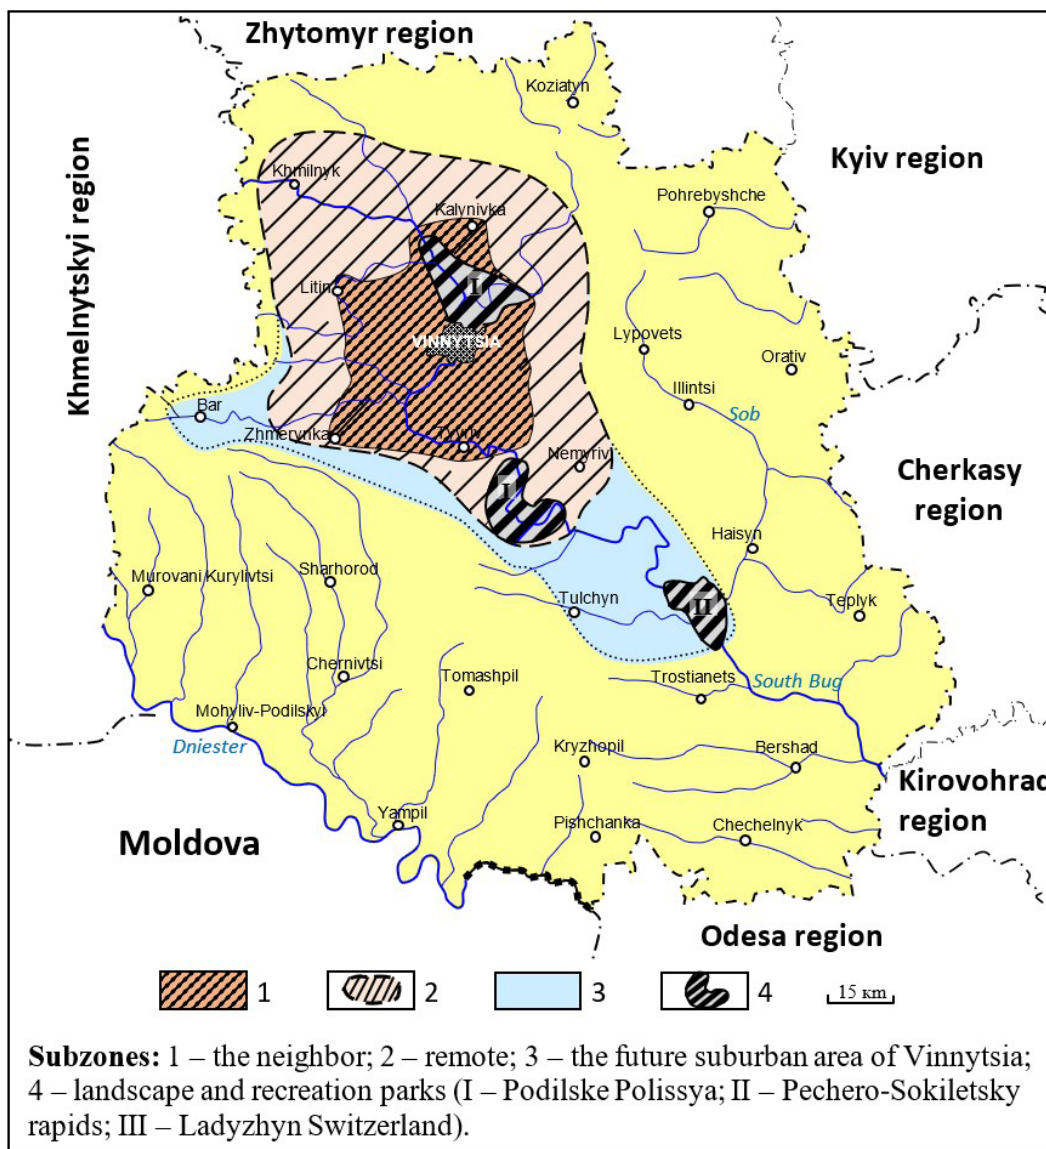 Zhytomyr region
Koziatyn
Kyiv region
Khmelnytskyi region
Khmilnyk
Pohrebyshche
Kalynivka
Litin
I
VINNYTSIA
Lypovets
Orativ
Illintsi
Sob
Bar
Zhmerynka
Tyvriv
Nemyriv
I
Cherkasy
region
Haisyn
Murovani Kurylivtsi
Sharhorod
Tulchyn
II
Teplyk
Chernivtsi
Tomashpil
Trostianets
South Bug
Mohyliv-Podilskyi
Dniester
Kryzhopil
Bershad
Kirovohrad
region
Moldova
Yampil
Pishchanka
Chechelnyk
Odesa region
1
2
3
4
15 км
Subzones: 1 – the neighbor; 2 – remote; 3 – the future suburban area of Vinnytsia;
4 – landscape and recreation parks (I – Podilske Polissya; II – Pechero-Sokiletsky
rapids; III – Ladyzhyn Switzerland).